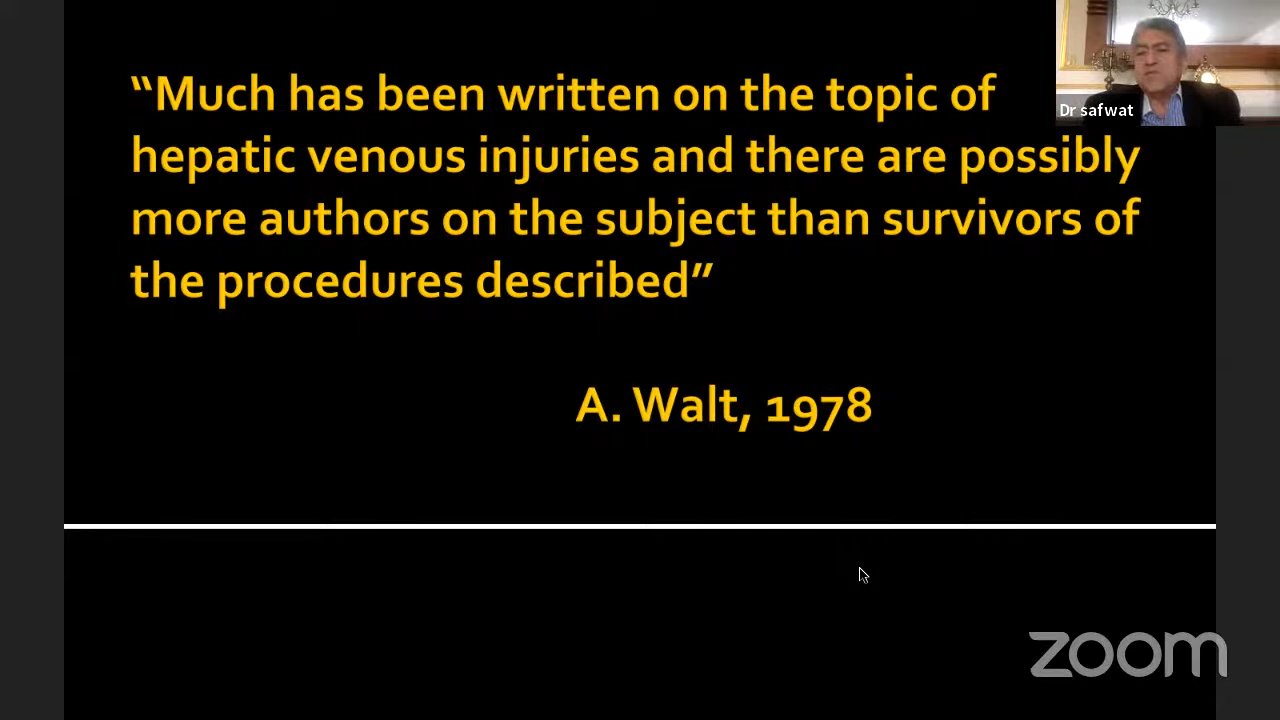 “Much has been written on the topic of
hepatic venous injuries and there are possibly
more authors on the subject than survivors of
the procedures described”
A. Walt, 1978
Dr safwat
zoom